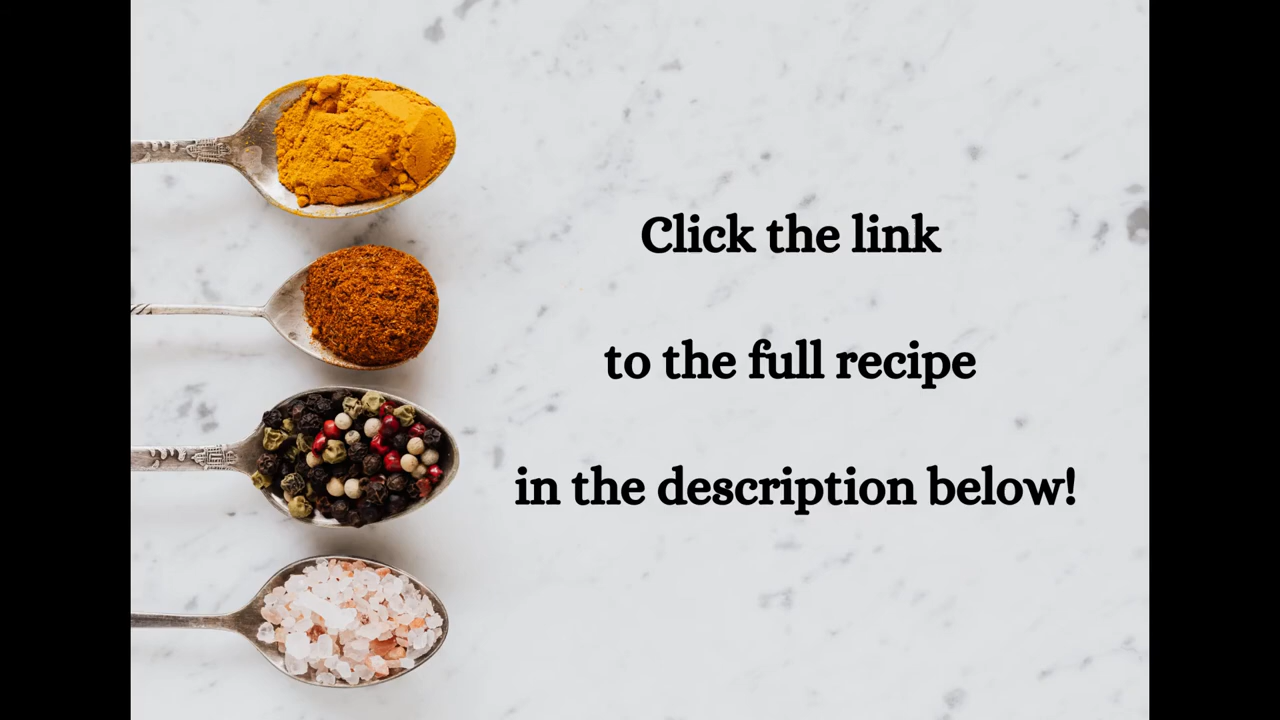 Click the link
to the full recipe
in the description below!